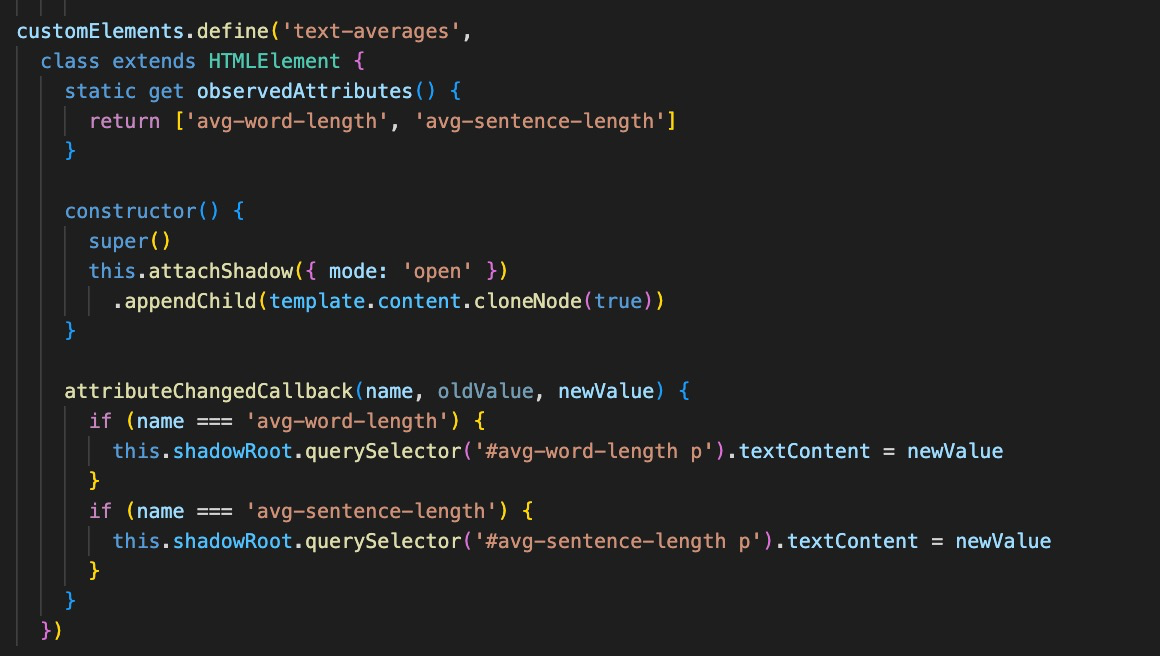 customElements.define('text-averages',
  class extends HTMLElement {
    static get observedAttributes() {
      return ['avg-word-length', 'avg-sentence-length']
    }

    constructor() {
      super()
      this.attachShadow({ mode: 'open' })
        .appendChild(template.content.cloneNode(true))
    }

    attributeChangedCallback(name, oldValue, newValue) {
      if (name === 'avg-word-length') {
        this.shadowRoot.querySelector('#avg-word-length p').textContent = newValue
      }
      if (name === 'avg-sentence-length') {
        this.shadowRoot.querySelector('#avg-sentence-length p').textContent = newValue
      }
    }
  })